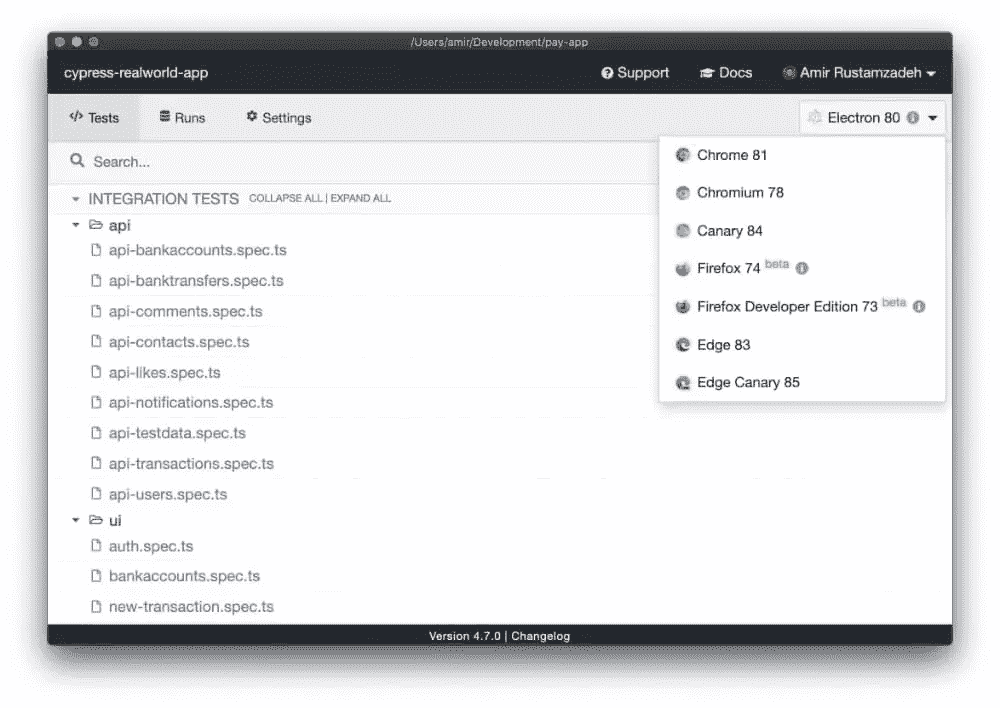 /Users/amir/Development/pay-app
cypress-realworld-app Support Docs Amir Rustamzadeh
</> Tests Runs Settings Electron 80
Search...
Chrome 81
Chromium 78
Canary 84
Firefox 74 beta
Firefox Developer Edition 73 beta
Edge 83
Edge Canary 85
INTEGRATION TESTS COLLAPSE ALL | EXPAND ALL
api
api-bankaccounts.spec.ts
api-banktransfers.spec.ts
api-comments.spec.ts
api-contacts.spec.ts
api-likes.spec.ts
api-notifications.spec.ts
api-testdata.spec.ts
api-transactions.spec.ts
api-users.spec.ts
ui
auth.spec.ts
bankaccounts.spec.ts
new-transaction.spec.ts
Version 4.7.0 | Changelog